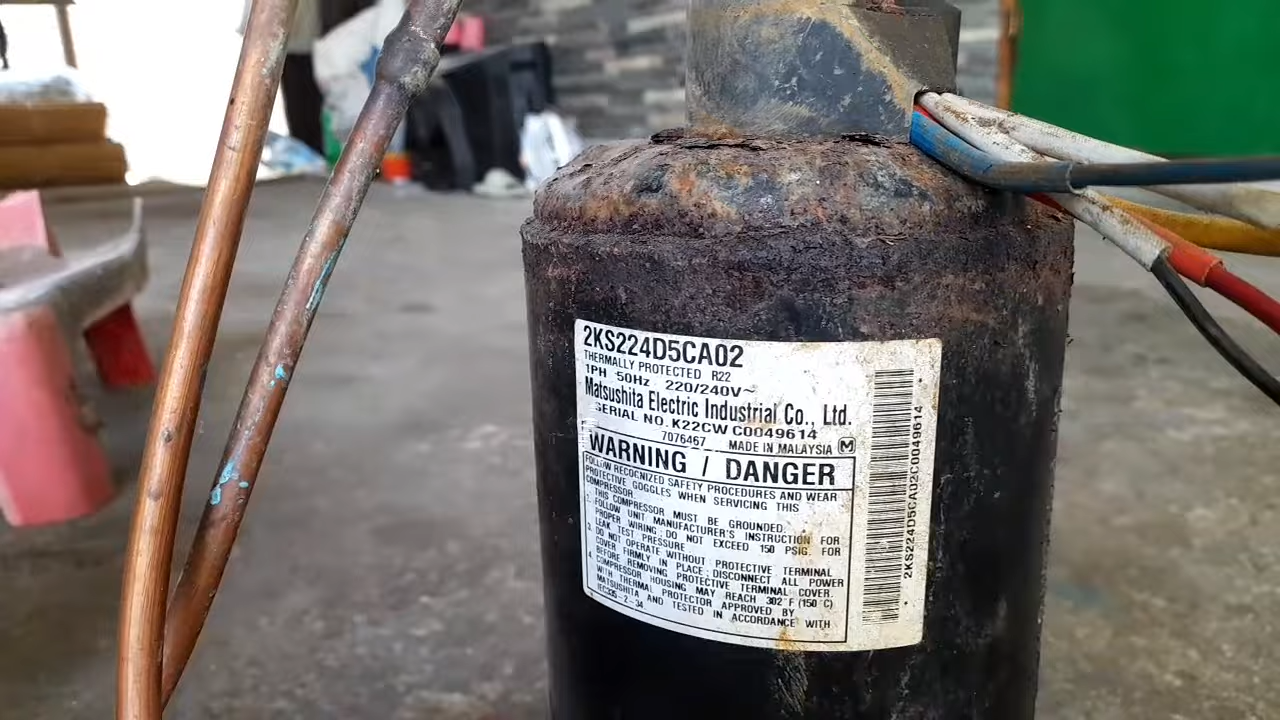 2KS224D5CA02
THERMALLY PROTECTED R22
1PH 50Hz 220/240V~
Matsushita Electric Industrial Co., Ltd.
SERIAL NO. K22CW C0049614
7076467 MADE IN MALAYSIA M
WARNING / DANGER
FOLLOW RECOGNIZED SAFETY PROCEDURES AND WEAR
PROTECTIVE GOGGLES WHEN SERVICING THIS
COMPRESSOR.
THIS COMPRESSOR MUST BE GROUNDED.
FOLLOW UNIT MANUFACTURER'S INSTRUCTION FOR
PROPER WIRING. DO NOT EXCEED 150 PSIG. FOR
LEAK TEST PRESSURE
DO NOT OPERATE WITHOUT PROTECTIVE TERMINAL
COVER FIRMLY IN PLACE. DISCONNECT ALL POWER
BEFORE REMOVING PROTECTIVE TERMINAL COVER.
4. COMPRESSOR HOUSING MAY REACH 302°F (150°C)
WITH THERMAL PROTECTOR APPROVED BY
MATSUSHITA AND TESTED IN ACCORDANCE WITH
IEC335-2-34
2KS224D5CA02C0049614